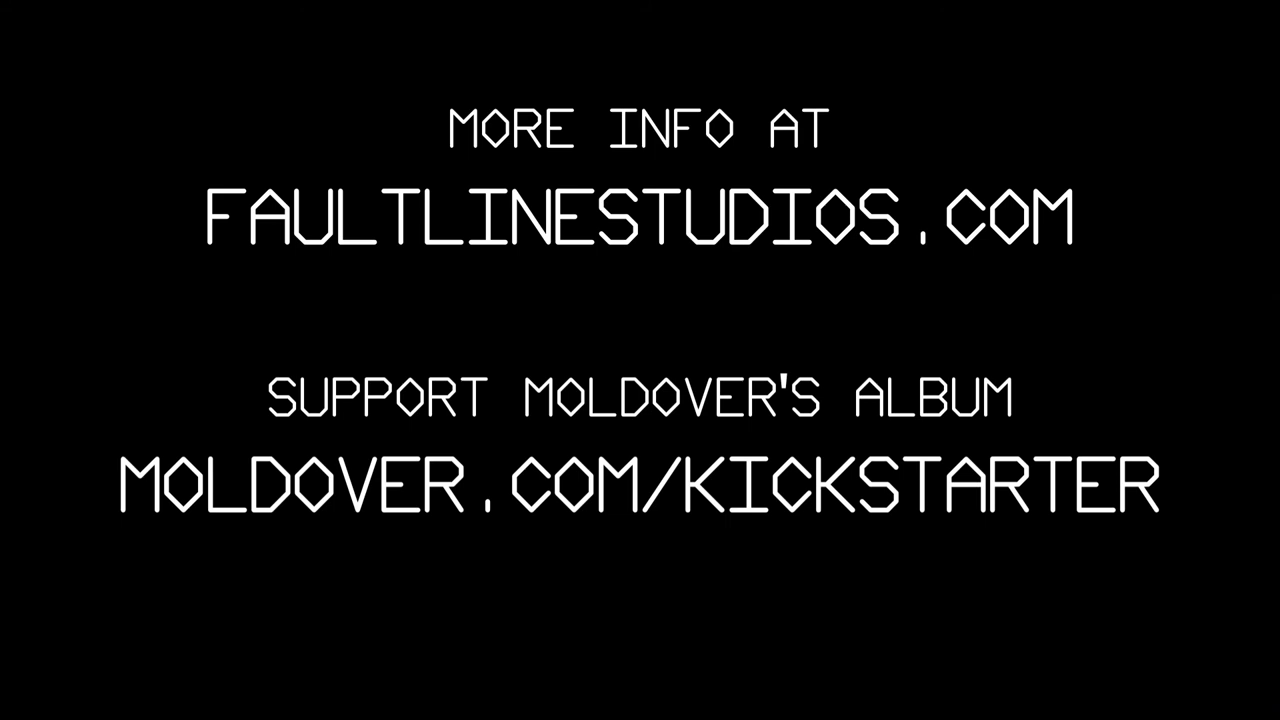 MORE INFO AT
FAULTLINESTUDIOS.COM
SUPPORT MOLDOVER'S ALBUM
MOLDOVER.COM/KICKSTARTER